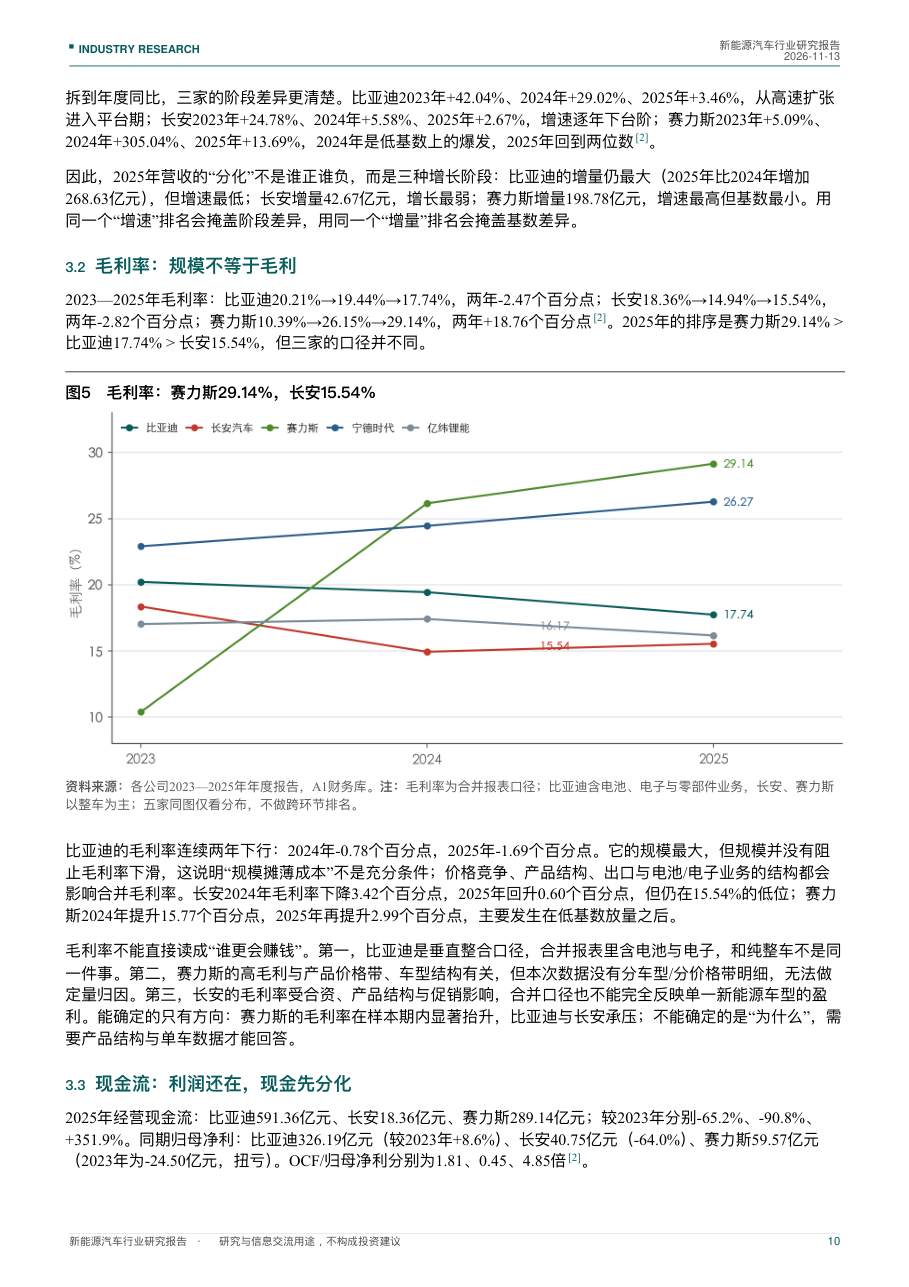 INDUSTRY RESEARCH
新能源汽车行业研究报告
2026-11-13
拆到年度同比，三家的阶段差异更清楚。比亚迪2023年+42.04%、2024年+29.02%、2025年+3.46%，从高速扩张
进入平台期；长安2023年+24.78%、2024年+5.58%、2025年+2.67%，增速逐年下台阶；赛力斯2023年+5.09%、
2024年+305.04%、2025年+13.69%，2024年是低基数上的爆发，2025年回到两位数[2]。
因此，2025年营收的“分化”不是谁正谁负，而是三种增长阶段：比亚迪的增量仍最大（2025年比2024年增加
268.63亿元），但增速最低；长安增量42.67亿元，增长最弱；赛力斯增量198.78亿元，增速最高但基数最小。用
同一个“增速”排名会掩盖阶段差异，用同一个“增量”排名会掩盖基数差异。
3.2 毛利率：规模不等于毛利
2023—2025年毛利率：比亚迪20.21%→19.44%→17.74%，两年-2.47个百分点；长安18.36%→14.94%→15.54%，
两年-2.82个百分点；赛力斯10.39%→26.15%→29.14%，两年+18.76个百分点[2]。2025年的排序是赛力斯29.14% >
比亚迪17.74% > 长安15.54%，但三家的口径并不同。
图5 毛利率：赛力斯29.14%，长安15.54%
比亚迪 长安汽车 赛力斯 宁德时代 亿纬锂能
30
25
20
15
10
毛利率（%）
29.14
26.27
17.74
16.17
15.54
2023 2024 2025
资料来源：各公司2023—2025年年度报告，A1财务库。注：毛利率为合并报表口径；比亚迪含电池、电子与零部件业务，长安、赛力斯
以整车为主；五家同图仅看分布，不做跨环节排名。
比亚迪的毛利率连续两年下行：2024年-0.78个百分点，2025年-1.69个百分点。它的规模最大，但规模并没有阻
止毛利率下滑，这说明“规模摊薄成本”不是充分条件；价格竞争、产品结构、出口与电池/电子业务的结构都会
影响合并毛利率。长安2024年毛利率下降3.42个百分点，2025年回升0.60个百分点，但仍在15.54%的低位；赛力
斯2024年提升15.77个百分点，2025年再提升2.99个百分点，主要发生在低基数放量之后。
毛利率不能直接读成“谁更会赚钱”。第一，比亚迪是垂直整合口径，合并报表里含电池与电子，和纯整车不是同
一件事。第二，赛力斯的高毛利与产品价格带、车型结构有关，但本次数据没有分车型/分价格带明细，无法做
定量归因。第三，长安的毛利率受合资、产品结构与促销影响，合并口径也不能完全反映单一新能源车型的盈
利。能确定的只有方向：赛力斯的毛利率在样本期内显著抬升，比亚迪与长安承压；不能确定的是“为什么”，需
要产品结构与单车数据才能回答。
3.3 现金流：利润还在，现金先分化
2025年经营现金流：比亚迪591.36亿元、长安18.36亿元、赛力斯289.14亿元；较2023年分别-65.2%、-90.8%、
+351.9%。同期归母净利：比亚迪326.19亿元（较2023年+8.6%）、长安40.75亿元（-64.0%）、赛力斯59.57亿元
（2023年为-24.50亿元，扭亏）。OCF/归母净利分别为1.81、0.45、4.85倍[2]。
新能源汽车行业研究报告 · 研究与信息交流用途，不构成投资建议
10